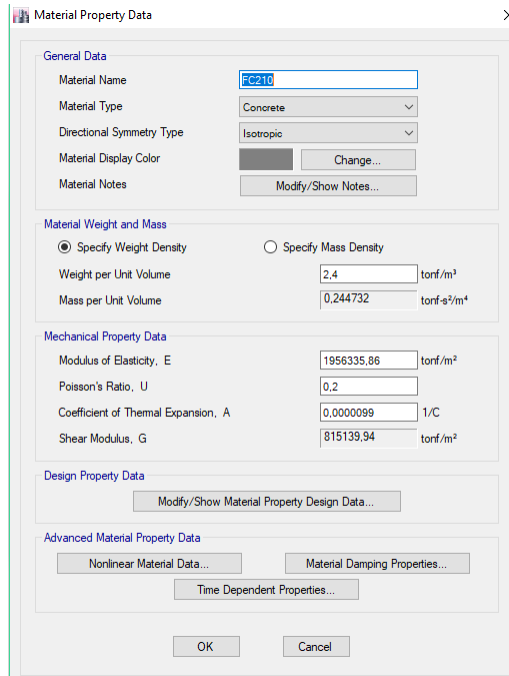 Material Property Data
General Data
Material Name FC210
Material Type Concrete
Directional Symmetry Type Isotropic
Material Display Color Change...
Material Notes Modify/Show Notes...
Material Weight and Mass
Specify Weight Density Specify Mass Density
Weight per Unit Volume 2,4 tonf/m³
Mass per Unit Volume 0,244732 tonf-s²/m⁴
Mechanical Property Data
Modulus of Elasticity, E 1956335,86 tonf/m²
Poisson's Ratio, U 0,2
Coefficient of Thermal Expansion, A 0,0000099 1/C
Shear Modulus, G 815139,94 tonf/m²
Design Property Data
Modify/Show Material Property Design Data...
Advanced Material Property Data
Nonlinear Material Data... Material Damping Properties...
Time Dependent Properties...
OK Cancel